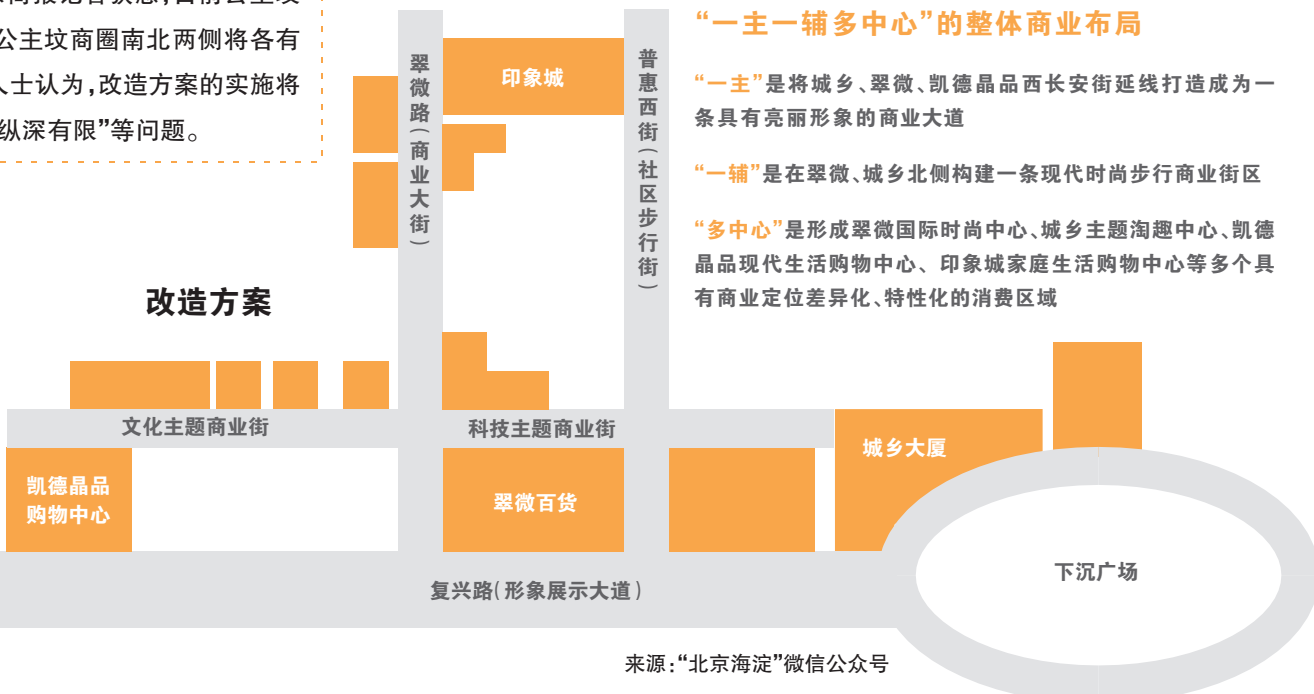 公主坟商圈南北两侧将各有
人士认为,改造方案的实施将
纵深有限”等问题。
改造方案
翠微路(商业大街)
印象城
普惠西街(社区步行街)
“一主一辅多中心”的整体商业布局
“一主”是将城乡、翠微、凯德晶品西长安街延线打造成为一
条具有亮丽形象的商业大道
“一辅”是在翠微、城乡北侧构建一条现代时尚步行商业街区
“多中心”是形成翠微国际时尚中心、城乡主题淘趣中心、凯德
晶品现代生活购物中心、印象城家庭生活购物中心等多个具
有商业定位差异化、特性化的消费区域
文化主题商业街
科技主题商业街
凯德晶品
购物中心
翠微百货
城乡大厦
下沉广场
复兴路(形象展示大道)
来源:“北京海淀”微信公众号